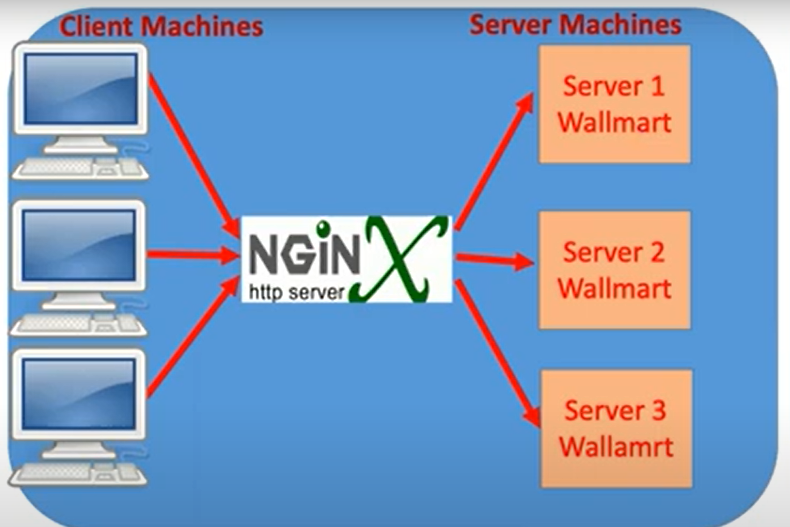 Client Machines
Server Machines
Server 1
Wallmart
NGiNX
http server
Server 2
Wallmart
Server 3
Wallamrt